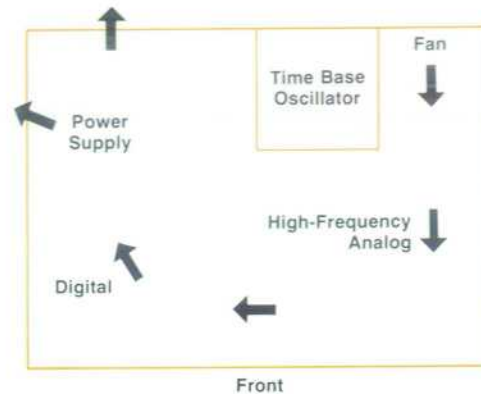 Fan
Time Base
Oscillator
Power
Supply
High-Frequency
Analog
Digital
Front